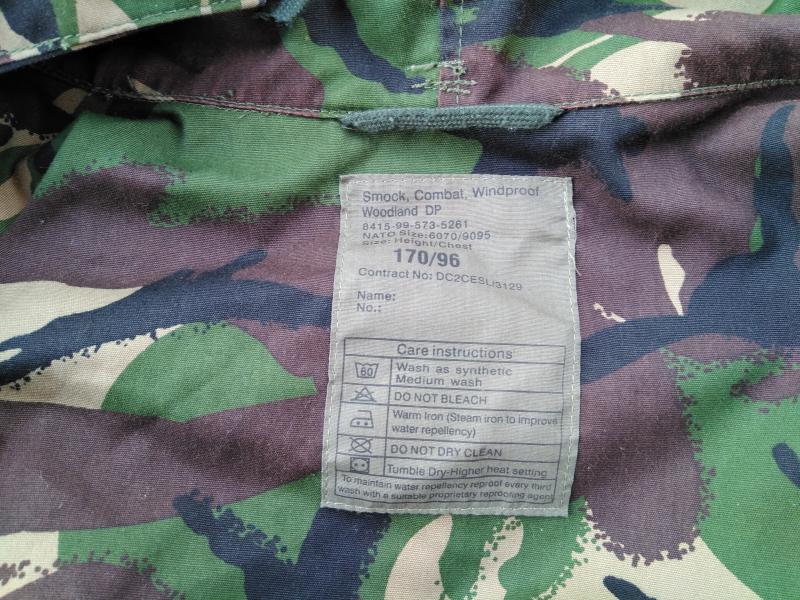 Smock, Combat, Windproof
Woodland DP
8415-99-573-5261
NATO Size:6070/9095
Size: Height/Chest
170/96
Contract No: DC2CESL/3129
Name:
No.:
Care instructions
60
Wash as synthetic
Medium wash
DO NOT BLEACH
Warm Iron (Steam iron to improve
water repellency)
DO NOT DRY CLEAN
Tumble Dry-Higher heat setting
To maintain water repellency reproof every third
wash with a suitable proprietary reproofing agent